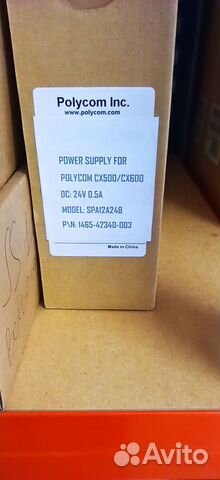 Polycom Inc.
www.polycom.com
POWER SUPPLY FOR
POLYCOM CX500/CX600
DC: 24V 0.5A
MODEL: SPA12A24B
P\N: 1465-42340-003
Made in China
Avito